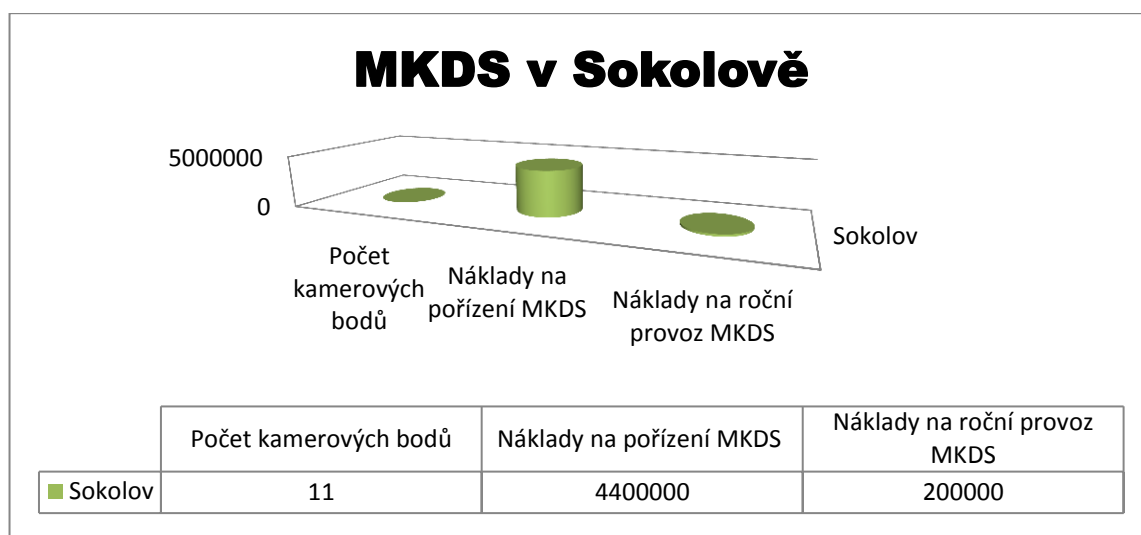 MKDS v Sokolově
5000000
0
Sokolov
Počet
kamerových
bodů
Náklady na
pořízení MKDS
Náklady na roční
provoz MKDS
Počet kamerových bodů
Náklady na pořízení MKDS
Náklady na roční provoz
MKDS
Sokolov
11
4400000
200000